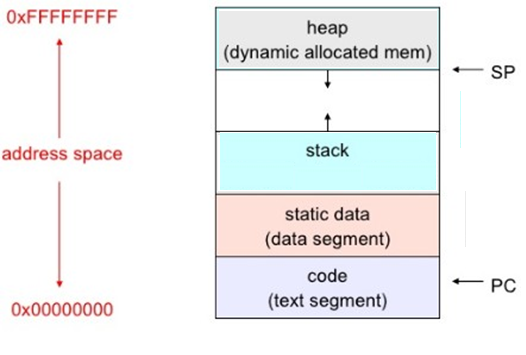 0xFFFFFFFF
address space
0x00000000
heap
(dynamic allocated mem)
SP
stack
static data
(data segment)
code
(text segment)
PC